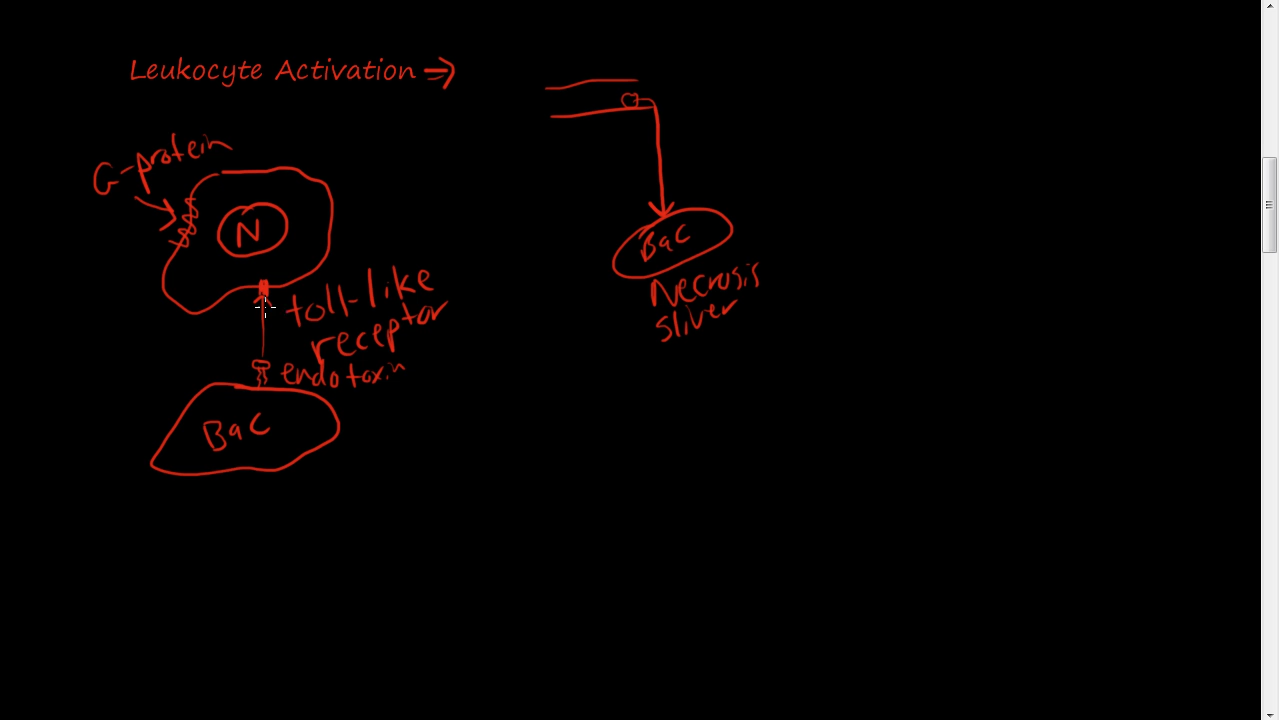 Leukocyte Activation ⇒
G-protein
N
toll-like
receptor
endotoxin
BaC
BaC
Necrosis
sliver